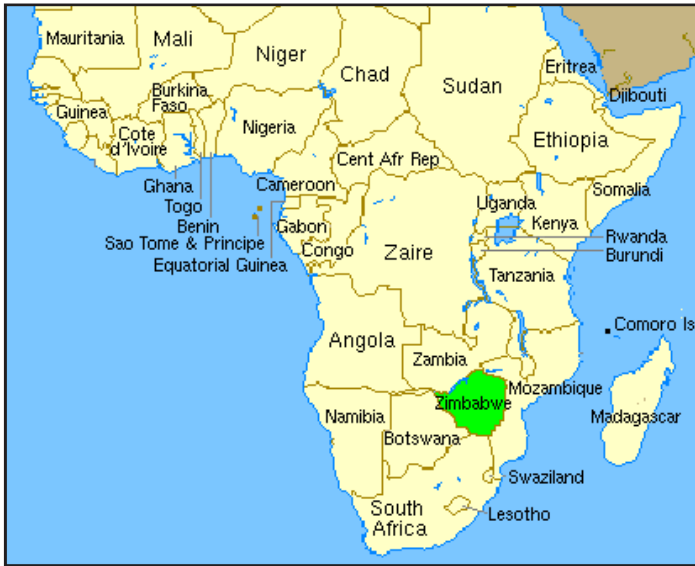 Mauritania
Mali
Niger
Chad
Sudan
Eritrea
Djibouti
Guinea
Burkina
Faso
Cote
d'Ivoire
Nigeria
Ethiopia
Cent Afr Rep
Ghana
Togo
Benin
Cameroon
Sao Tome & Principe
Equatorial Guinea
Gabon
Congo
Zaire
Uganda
Kenya
Somalia
Rwanda
Burundi
Tanzania
Comoro Is
Angola
Zambia
Zimbabwe
Mozambique
Madagascar
Namibia
Botswana
Swaziland
South
Africa
Lesotho